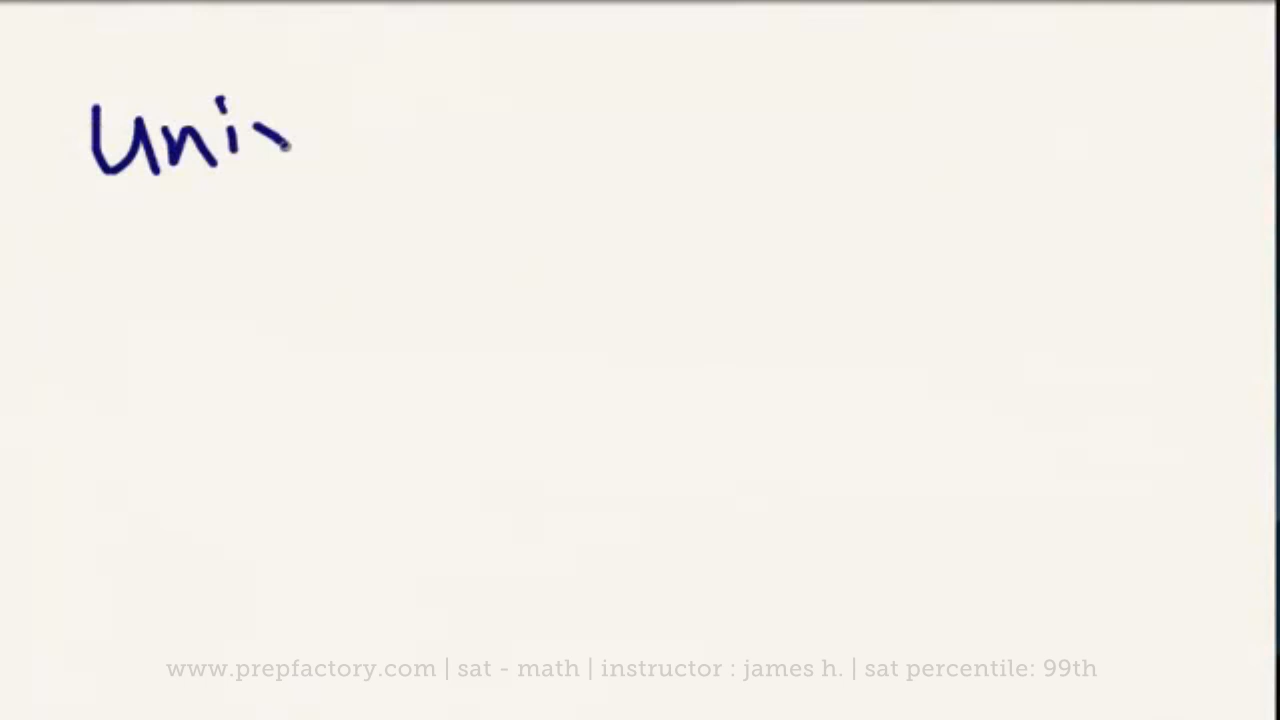 Uni
www.prepfactory.com | sat - math | instructor : james h. | sat percentile: 99th